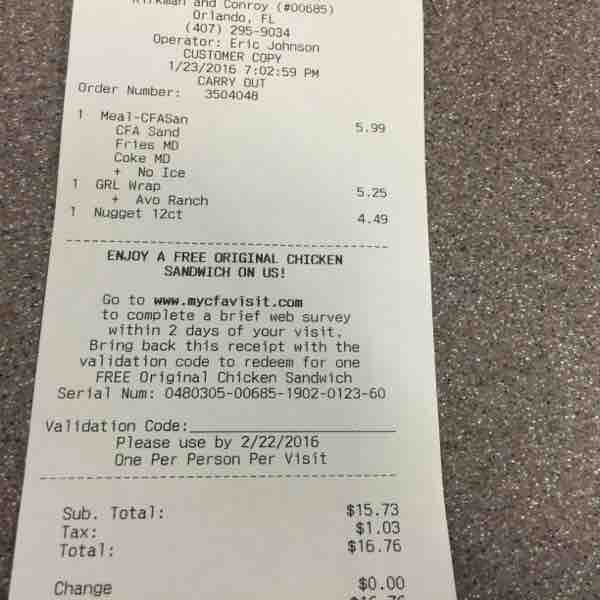 Kirkman and Conroy (#00685)
Orlando, FL
(407) 295-9034
Operator: Eric Johnson
CUSTOMER COPY
1/23/2016 7:02:59 PM
CARRY OUT
Order Number: 3504048
1 Meal-CFASan 5.99
CFA Sand
Fries MD
Coke MD
+ No Ice
1 GRL Wrap 5.25
+ Avo Ranch
1 Nugget 12ct 4.49
ENJOY A FREE ORIGINAL CHICKEN
SANDWICH ON US!
Go to www.mycfavisit.com
to complete a brief web survey
within 2 days of your visit.
Bring back this receipt with the
validation code to redeem for one
FREE Original Chicken Sandwich
Serial Num: 0480305-00685-1902-0123-60
Validation Code:
Please use by 2/22/2016
One Per Person Per Visit
Sub. Total: $15.73
Tax: $1.03
Total: $16.76
Change $0.00
$16.76